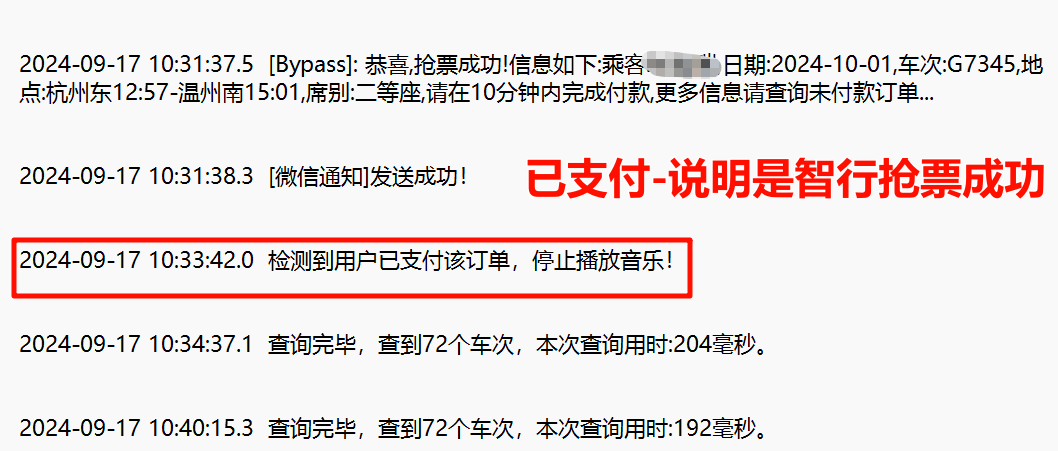 2024-09-17 10:31:37.5 [Bypass]: 恭喜,抢票成功!信息如下:乘客 日期:2024-10-01,车次:G7345,地
点:杭州东12:57-温州南15:01,席别:二等座,请在10分钟内完成付款,更多信息请查询未付款订单...
2024-09-17 10:31:38.3 [微信通知]发送成功！
已支付-说明是智行抢票成功
2024-09-17 10:33:42.0 检测到用户已支付该订单，停止播放音乐！
2024-09-17 10:34:37.1 查询完毕，查到72个车次，本次查询用时:204毫秒。
2024-09-17 10:40:15.3 查询完毕，查到72个车次，本次查询用时:192毫秒。